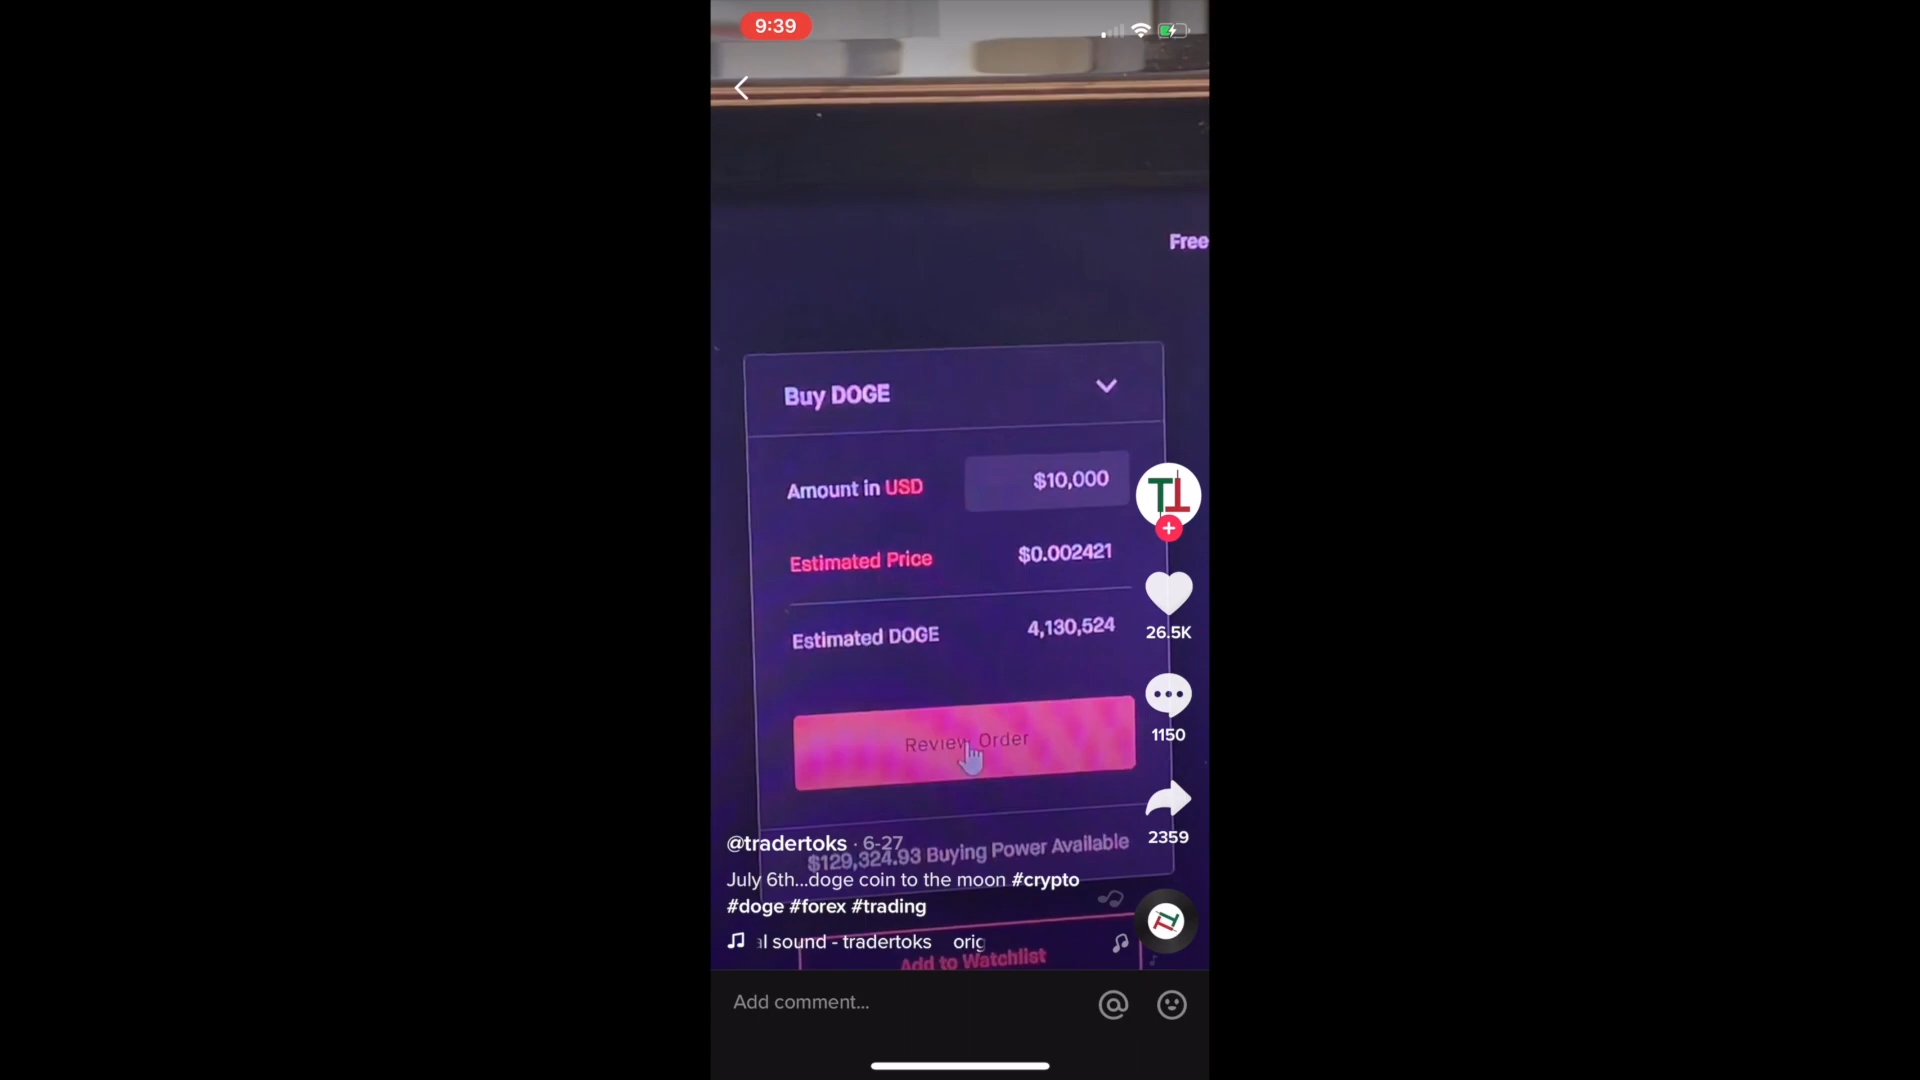 9:39
Free
Buy DOGE
Amount in USD $10,000
Estimated Price $0.002421
Estimated DOGE 4,130,524
26.5K
Review Order
1150
2359
$129,324.93 Buying Power Available
@tradertoks · 6-27
July 6th...doge coin to the moon #crypto
#doge #forex #trading
al sound - tradertoks orig
Add to Watchlist
Add comment...